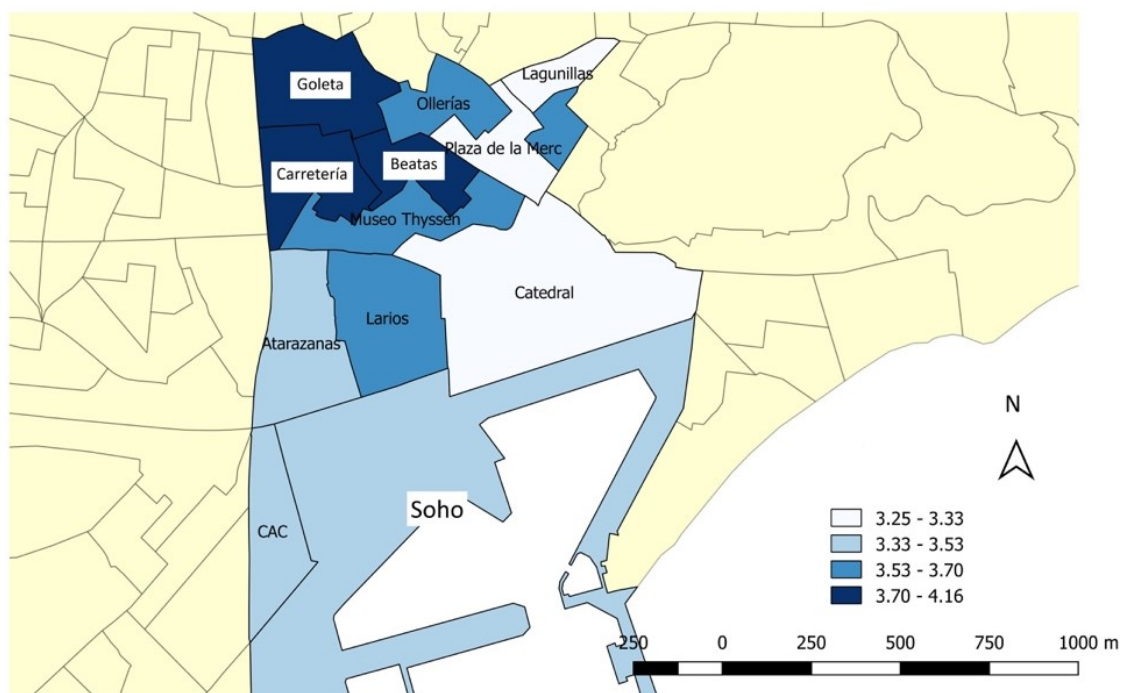 Goleta
Lagunillas
Ollerías
Plaza de la Merc
Beatas
Carretería
Museo Thyssen
Catedral
Larios
Atarazanas
N
Soho
CAC
3.25 - 3.33
3.33 - 3.53
3.53 - 3.70
3.70 - 4.16
250 0 250 500 750 1000 m